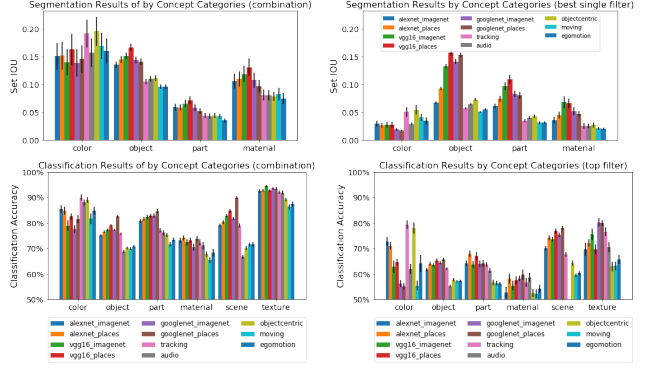 Segmentation Results of by Concept Categories (combination)
Set IOU
0.20
0.15
0.10
0.05
0.00
color object part material
Segmentation Results by Concept Categories (best single filter)
Set IOU
0.20
0.15
0.10
0.05
0.00
alexnet_imagenet googlenet_imagenet objectcentric
alexnet_places googlenet_places moving
vgg16_imagenet tracking egomotion
vgg16_places audio
color object part material
Classification Results of by Concept Categories (combination)
Classification Accuracy
100%
90%
80%
70%
60%
50%
color object part material scene texture
alexnet_imagenet googlenet_imagenet objectcentric
alexnet_places googlenet_places moving
vgg16_imagenet tracking egomotion
vgg16_places audio
Classification Results by Concept Categories (top filter)
Classification Accuracy
100%
90%
80%
70%
60%
50%
color object part material scene texture
alexnet_imagenet googlenet_imagenet objectcentric
alexnet_places googlenet_places moving
vgg16_imagenet tracking egomotion
vgg16_places audio